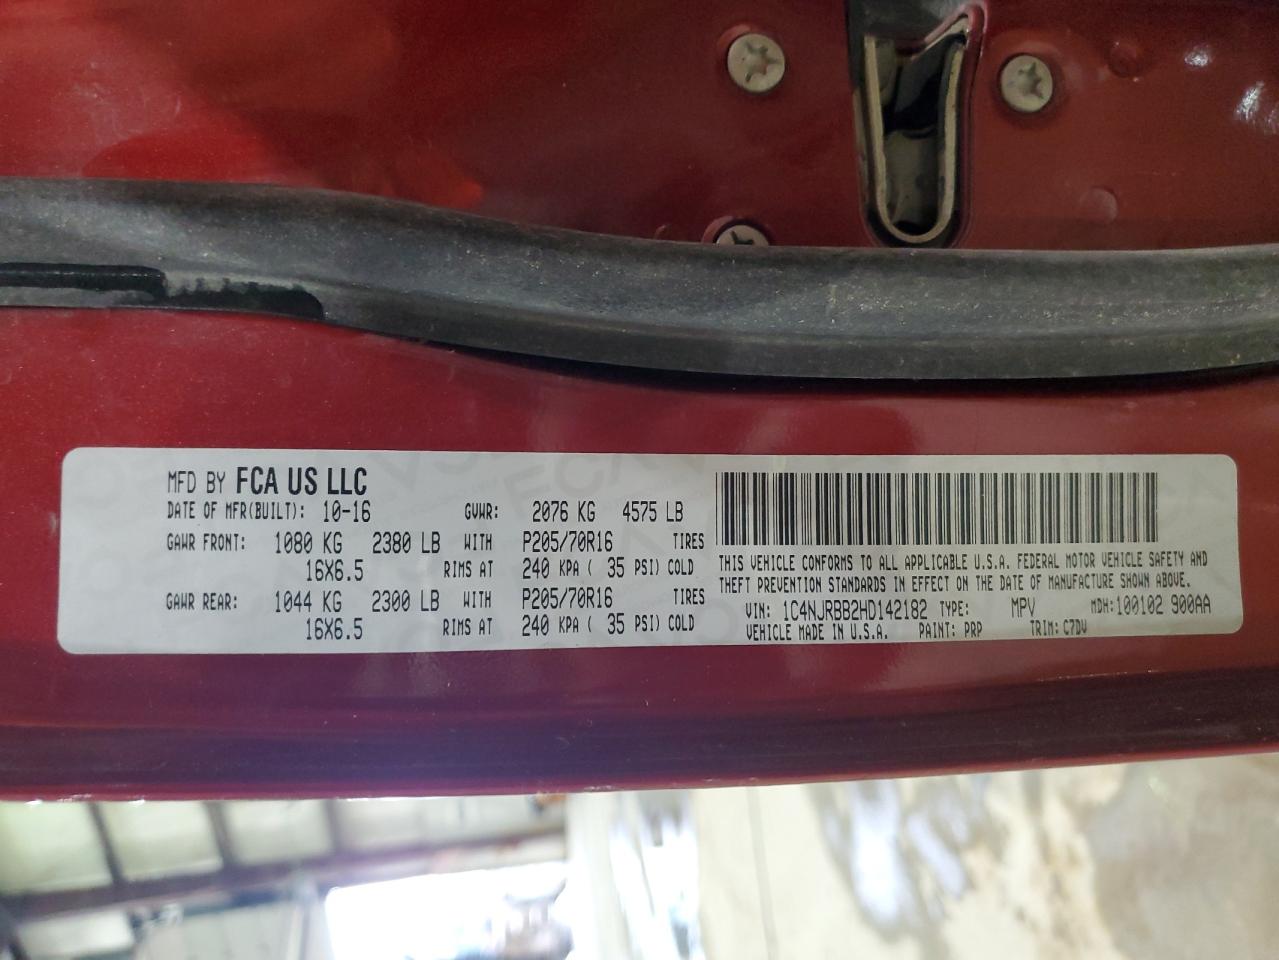 MFD BY FCA US LLC
DATE OF MFR(BUILT): 10-16 GVWR: 2076 KG 4575 LB
GAWR FRONT: 1080 KG 2380 LB WITH P205/70R16 TIRES
16X6.5 RIMS AT 240 KPA ( 35 PSI) COLD
GAWR REAR: 1044 KG 2300 LB WITH P205/70R16 TIRES
16X6.5 RIMS AT 240 KPA ( 35 PSI) COLD
THIS VEHICLE CONFORMS TO ALL APPLICABLE U.S.A. FEDERAL MOTOR VEHICLE SAFETY AND
THEFT PREVENTION STANDARDS IN EFFECT ON THE DATE OF MANUFACTURE SHOWN ABOVE.
VIN: 1C4NJRBB2HD142182 TYPE: MPV MDH:100102 900AA
VEHICLE MADE IN U.S.A. PAINT: PRP TRIM: C7DV